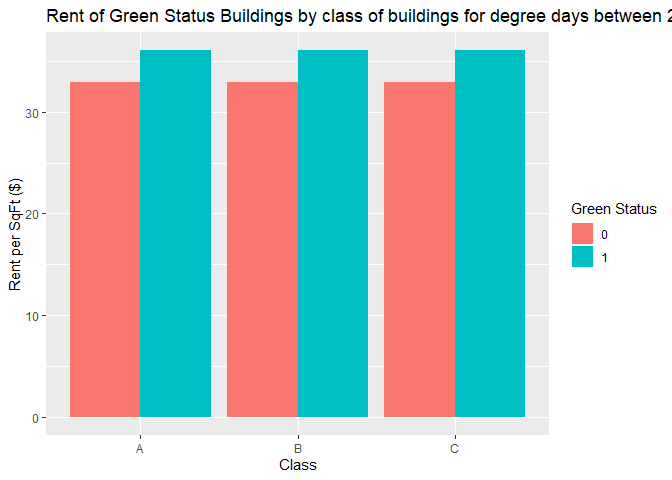 Rent of Green Status Buildings by class of buildings for degree days between 2
Rent per SqFt ($)
30
20
10
0
A B C
Class
Green Status
0
1